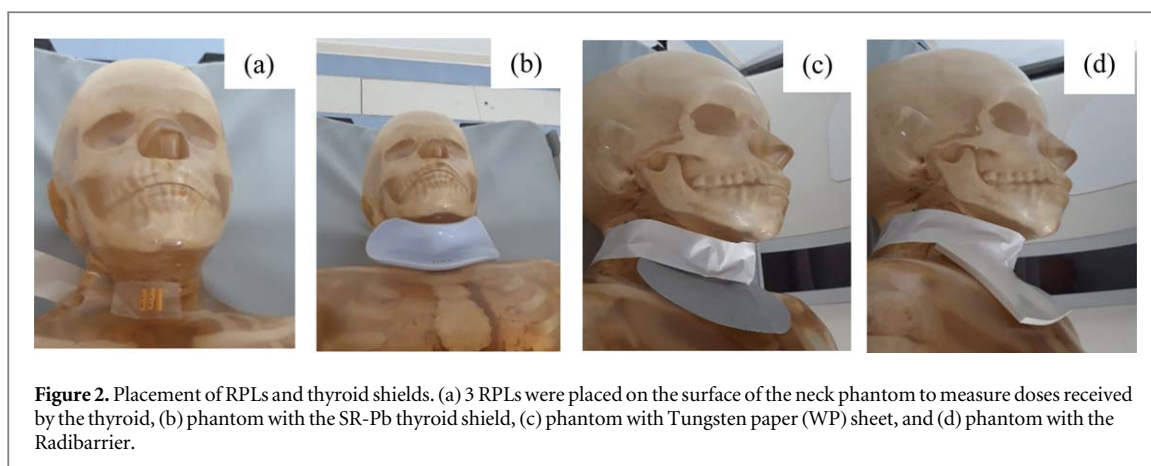 (a)
(b)
(c)
(d)
Figure 2. Placement of RPLs and thyroid shields. (a) 3 RPLs were placed on the surface of the neck phantom to measure doses received
by the thyroid, (b) phantom with the SR-Pb thyroid shield, (c) phantom with Tungsten paper (WP) sheet, and (d) phantom with the
Radibarrier.